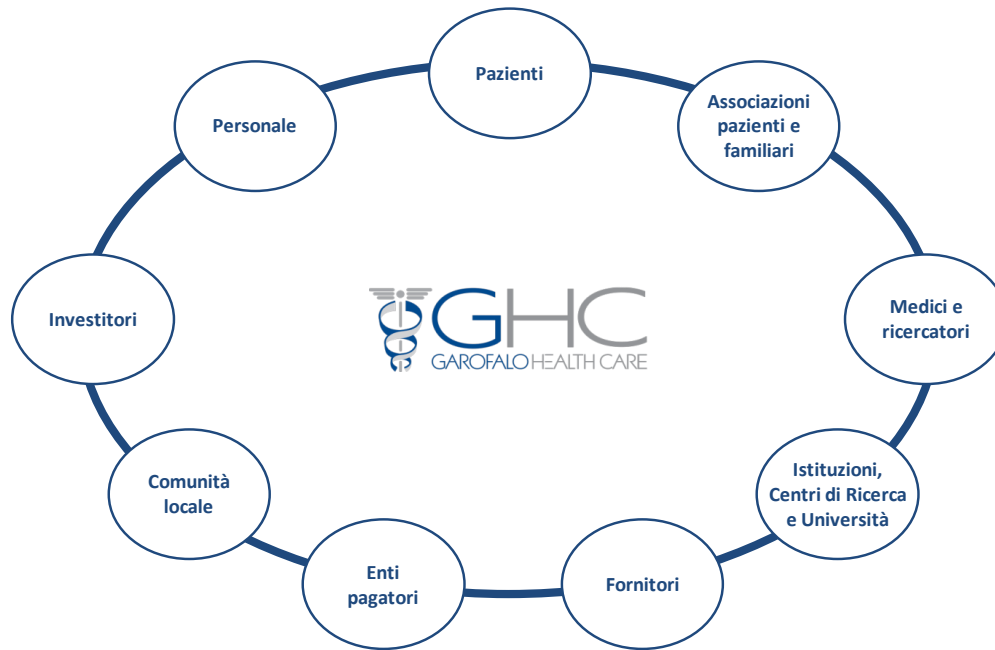 Pazienti
Associazioni
pazienti e
familiari
Medici e
ricercatori
Istituzioni,
Centri di Ricerca
e Università
Fornitori
Enti
pagatori
Comunità
locale
Investitori
Personale
GHC
GAROFALO HEALTH CARE